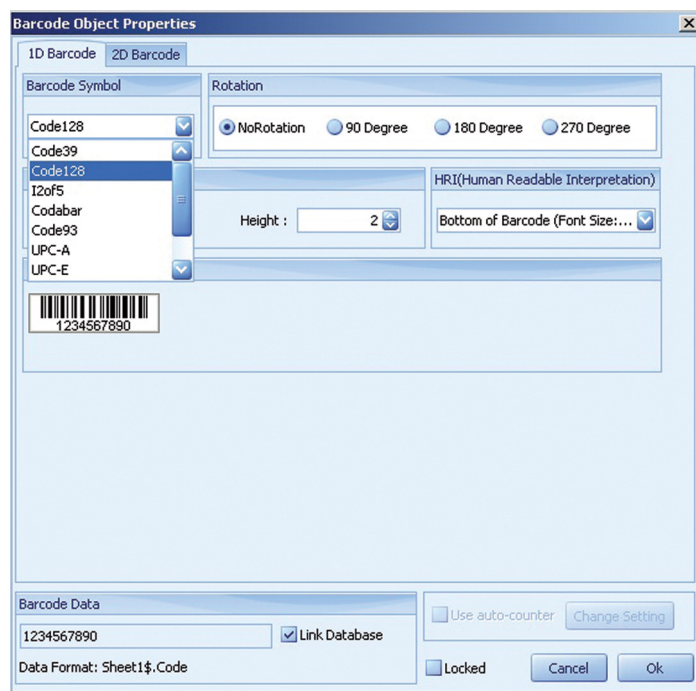 Barcode Object Properties
1D Barcode 2D Barcode
Barcode Symbol
Rotation
Code128
NoRotation 90 Degree 180 Degree 270 Degree
Code39
Code128
I2of5
Codabar
Code93
UPC-A
UPC-E
HRI(Human Readable Interpretation)
Height : 2
Bottom of Barcode (Font Size:...
1234567890
Barcode Data
1234567890
Link Database
Data Format: Sheet1$.Code
Use auto-counter Change Setting
Locked Cancel Ok